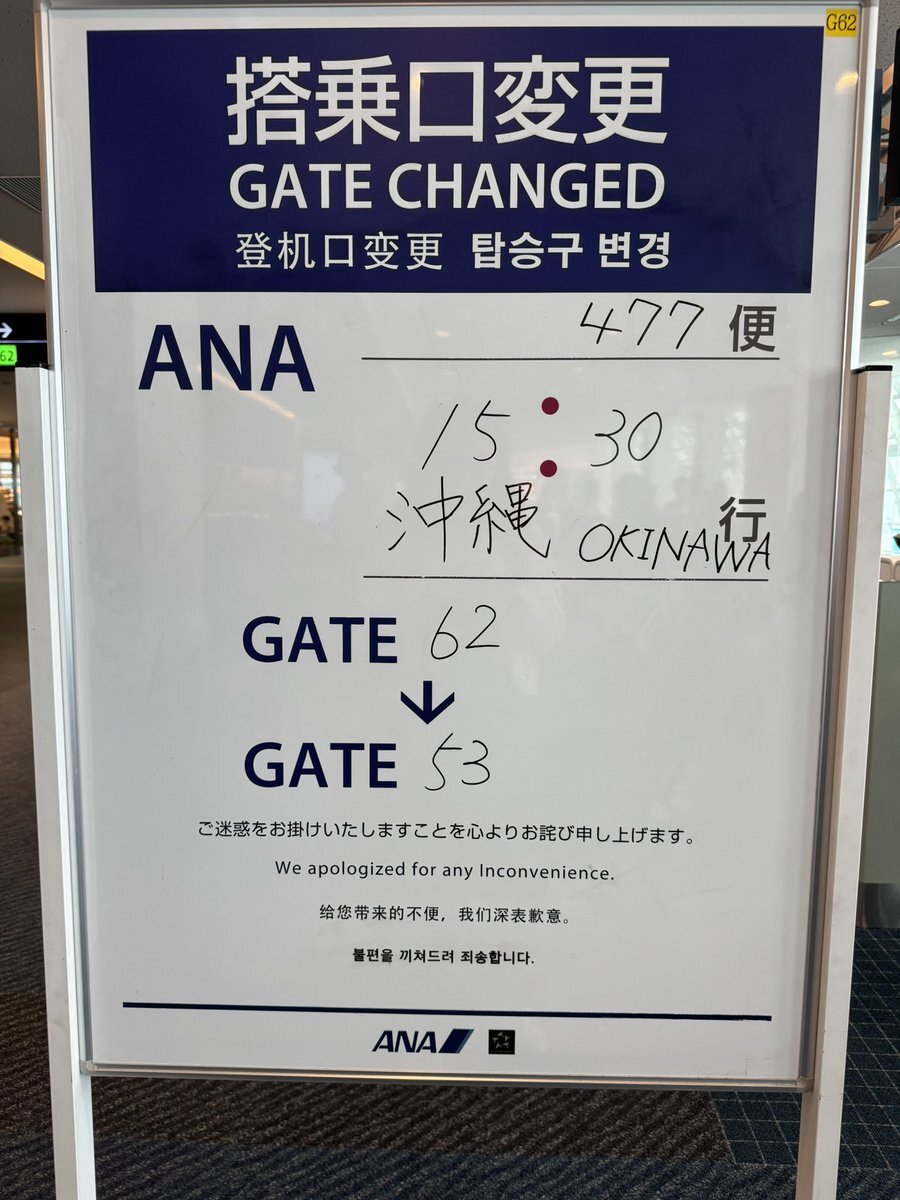 G62
搭乗口変更
GATE CHANGED
登机口变更 탑승구 변경
ANA 477 便
15:30
沖縄 OKINAWA 行
→
62
GATE 62
↓
GATE 53
ご迷惑をお掛けいたしますことを心よりお詫び申し上げます。
We apologized for any Inconvenience.
给您带来的不便，我们深表歉意。
불편을 끼쳐드려 죄송합니다.
ANA